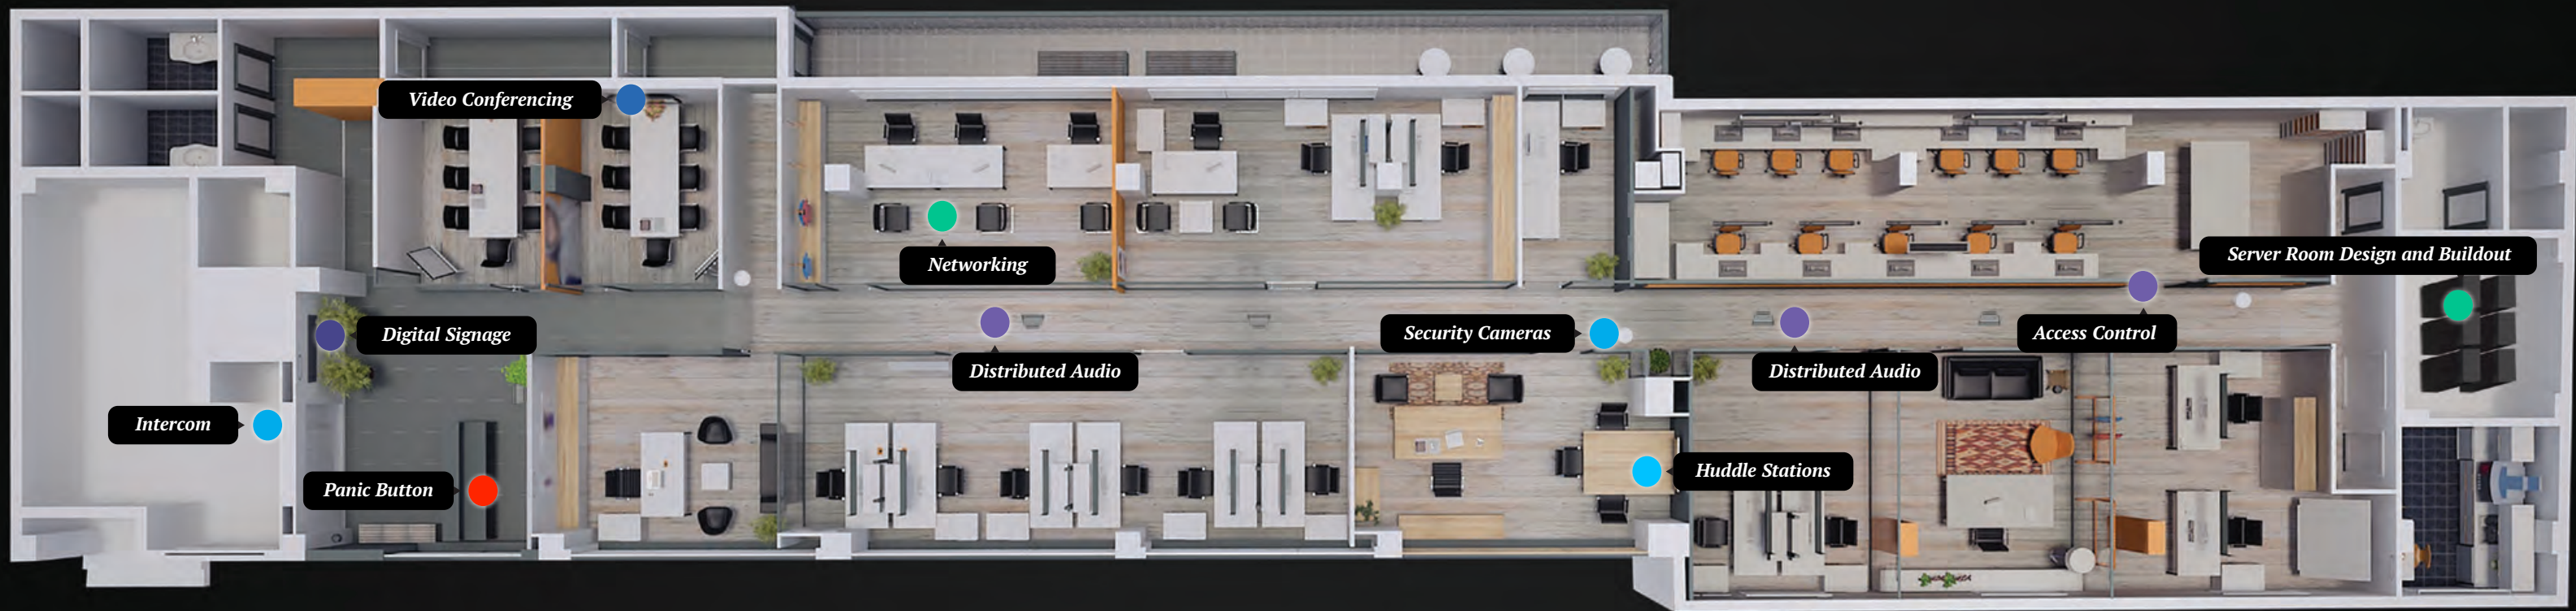 Video Conferencing
Networking
Server Room Design and Buildout
Digital Signage
Security Cameras
Access Control
Distributed Audio
Distributed Audio
Intercom
Panic Button
Huddle Stations